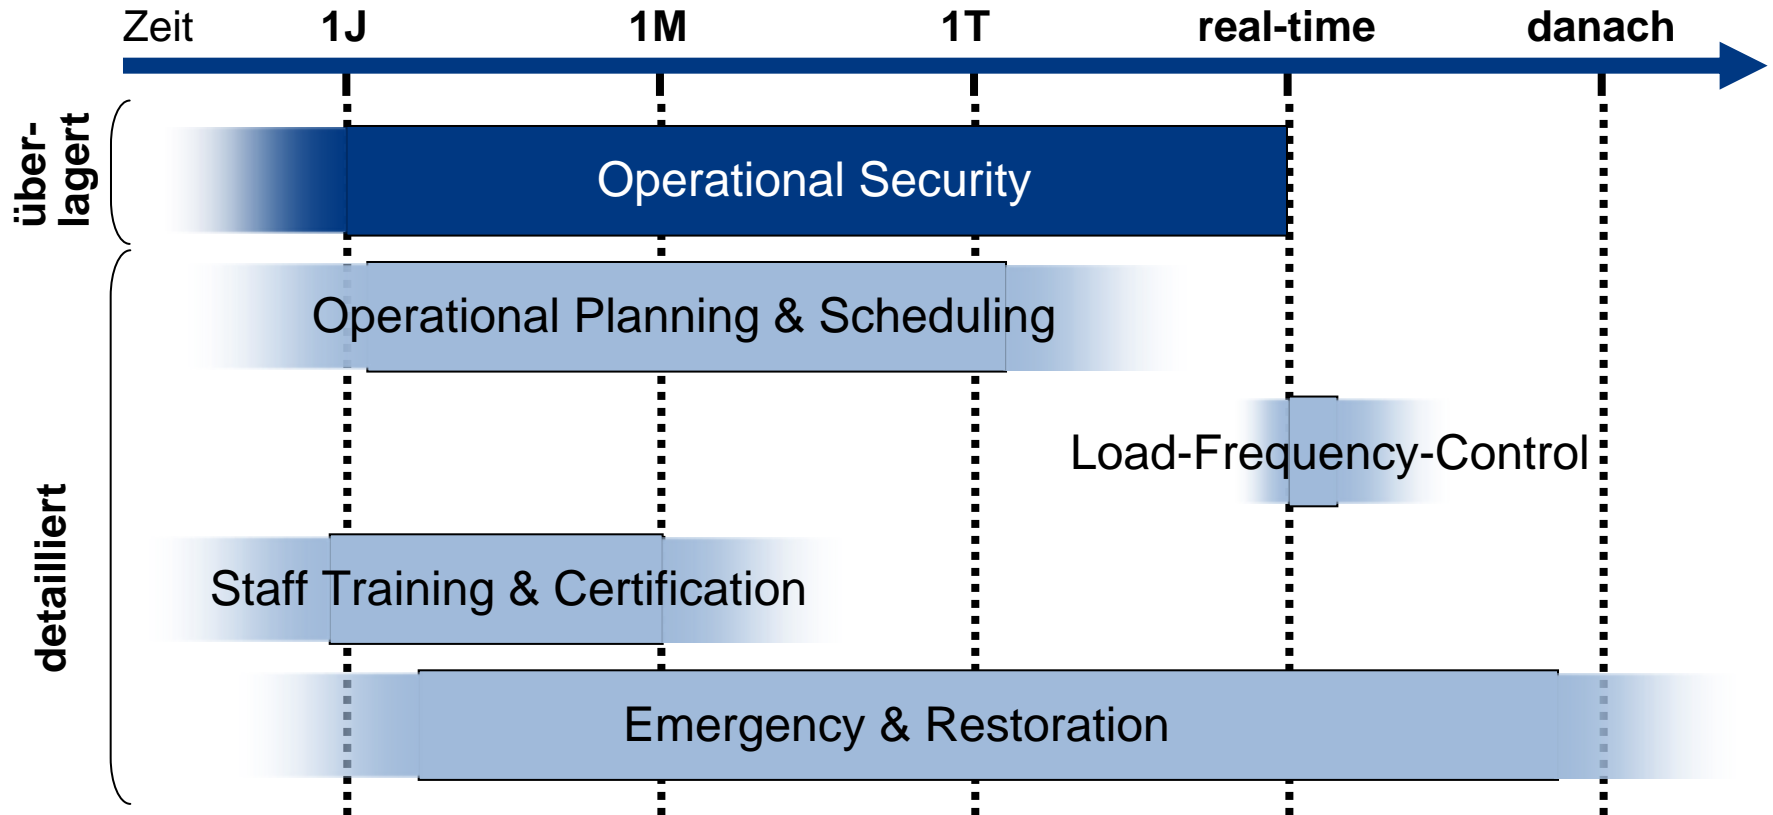 Zeit 1J 1M 1T real-time danach
über-
lagert
Operational Security
Operational Planning & Scheduling
Load-Frequency-Control
detailliert
Staff Training & Certification
Emergency & Restoration